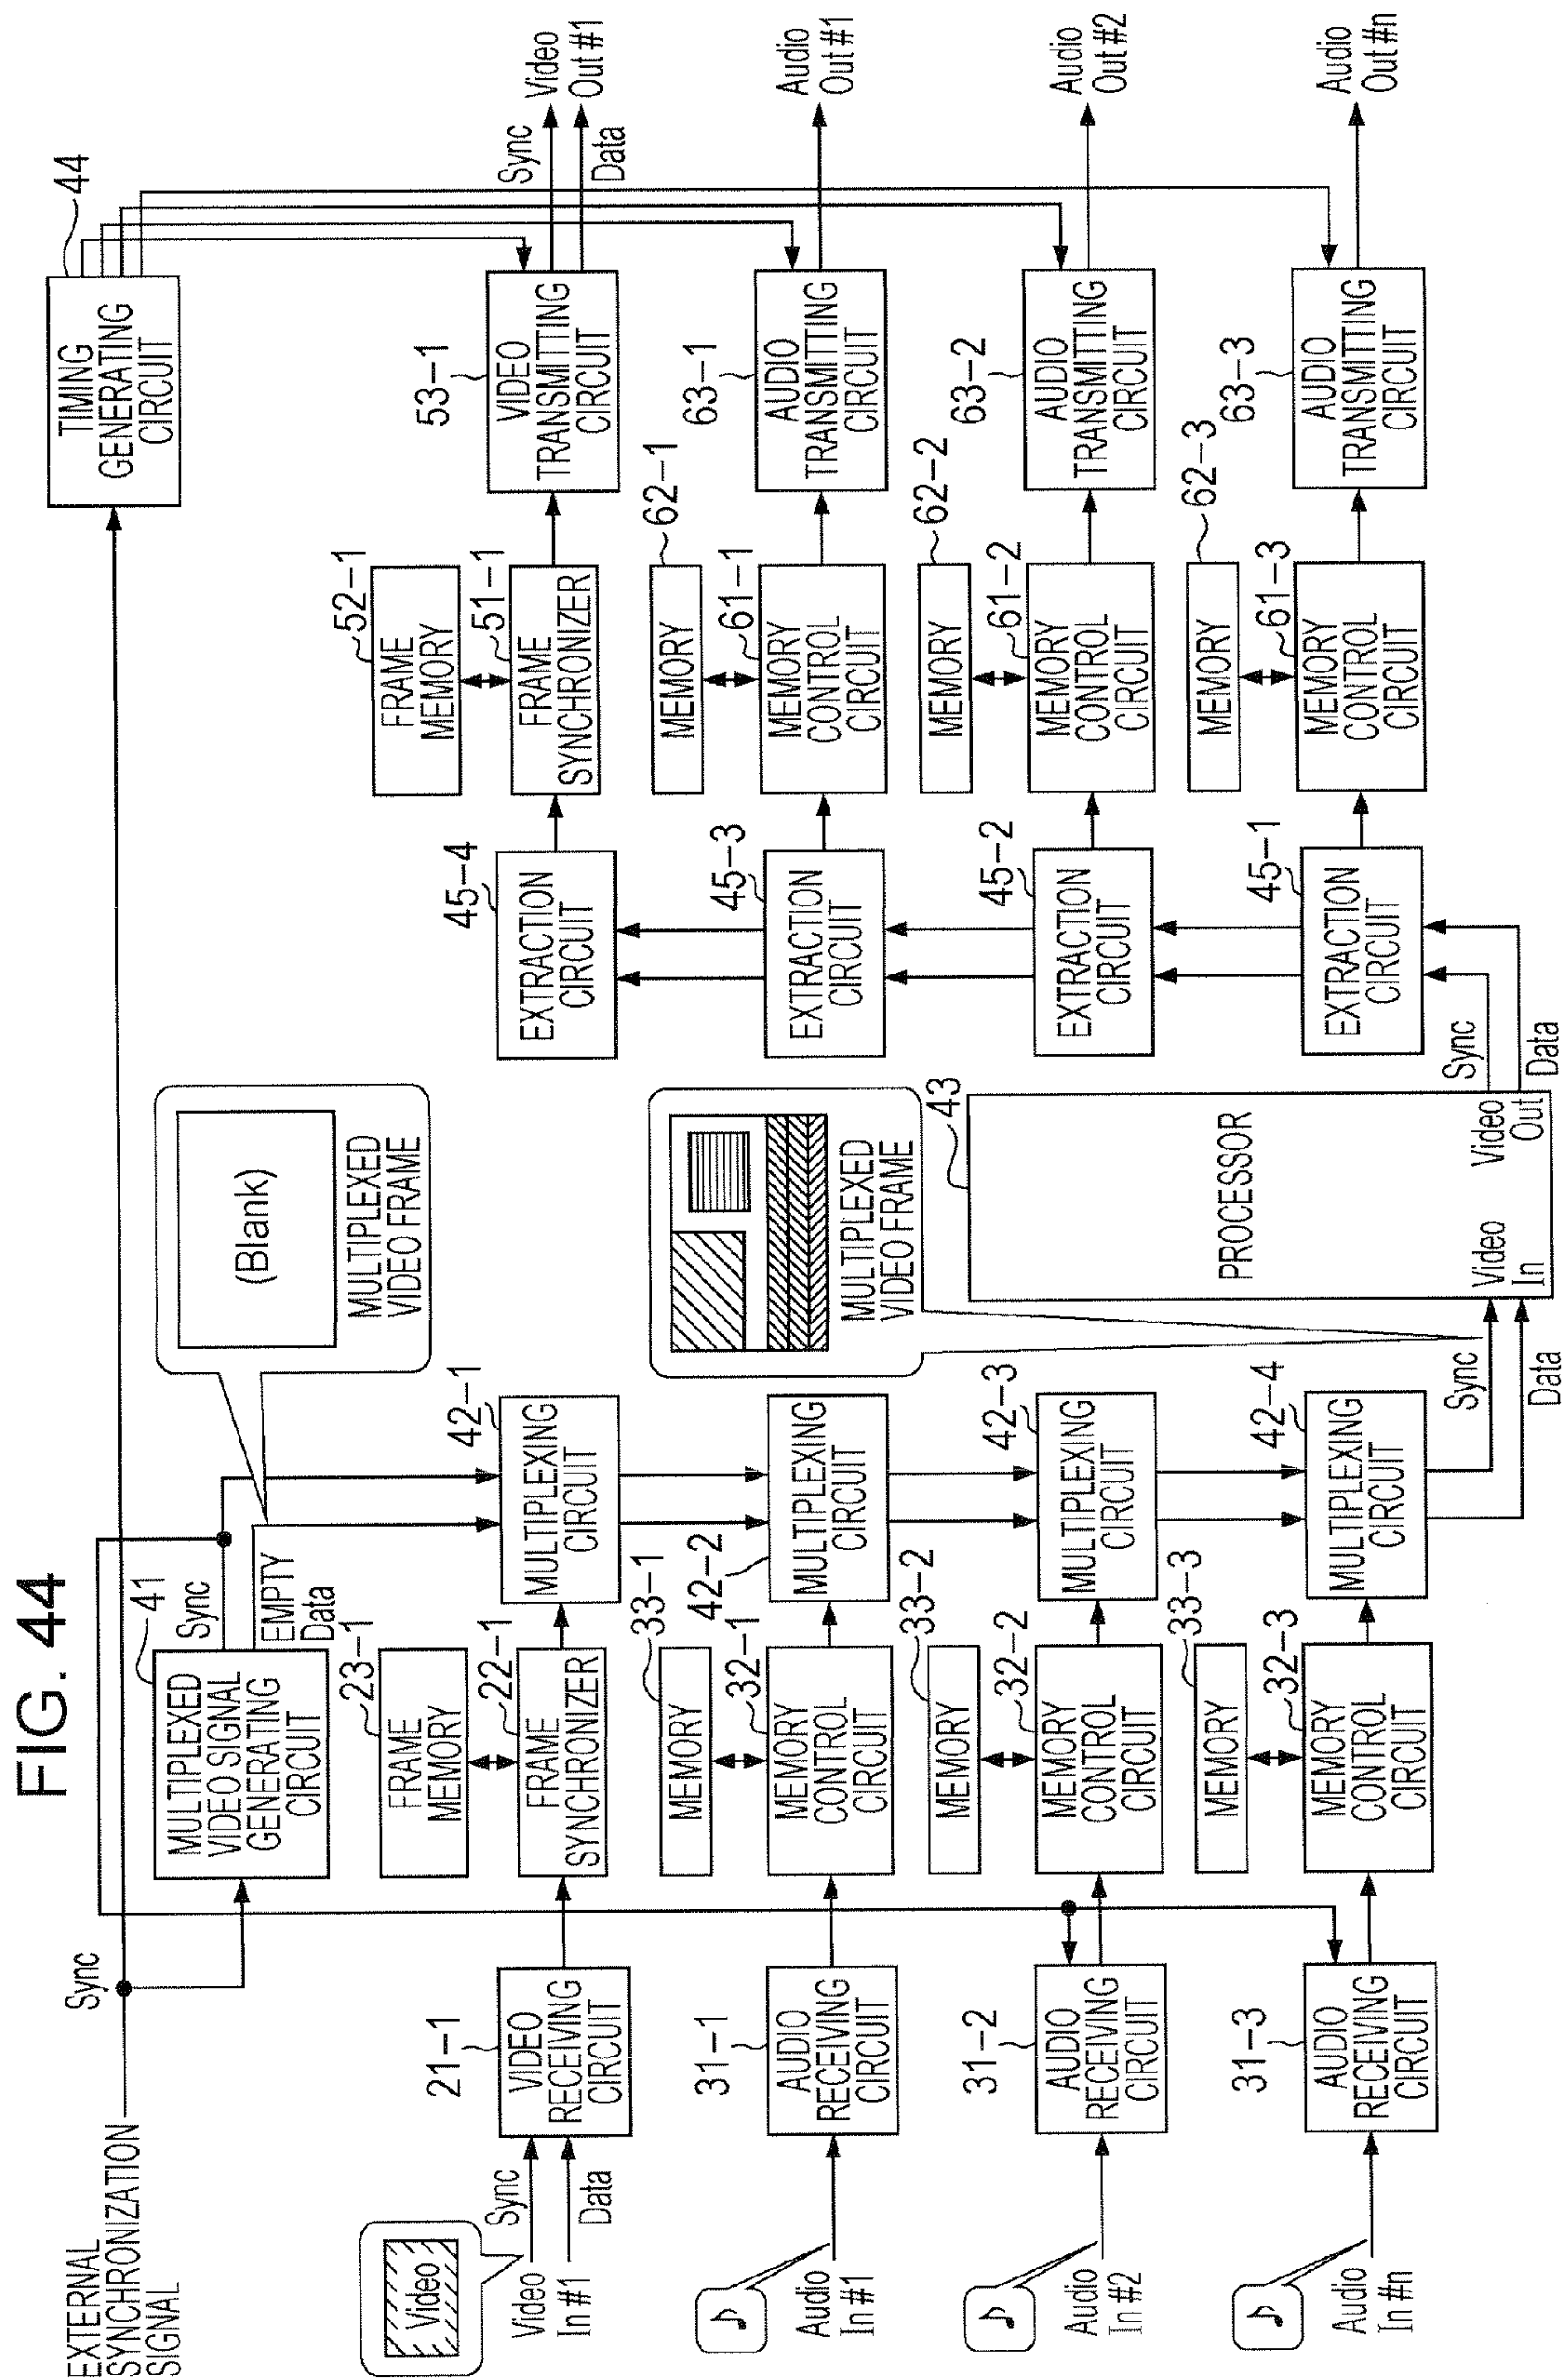 FIG. 44
EXTERNAL
SYNCHRONIZATION
SIGNAL
Sync
41
MULTIPLEXED
VIDEO SIGNAL
GENERATING
CIRCUIT
Sync
EMPTY
Data
(Blank)
MULTIPLEXED
VIDEO FRAME
44
TIMING
GENERATING
CIRCUIT
Video
Video
In #1
Sync
Data
21-1
VIDEO
RECEIVING
CIRCUIT
23-1
FRAME
MEMORY
22-1
FRAME
SYNCHRONIZER
42-1
MULTIPLEXING
CIRCUIT
45-4
EXTRACTION
CIRCUIT
52-1
FRAME
MEMORY
51-1
FRAME
SYNCHRONIZER
53-1
VIDEO
TRANSMITTING
CIRCUIT
Sync
Data
Video
Out #1
Audio
In #1
31-1
AUDIO
RECEIVING
CIRCUIT
33-1
MEMORY
32-1
MEMORY
CONTROL
CIRCUIT
42-2
MULTIPLEXING
CIRCUIT
MULTIPLEXED
VIDEO FRAME
45-3
EXTRACTION
CIRCUIT
62-1
MEMORY
61-1
MEMORY
CONTROL
CIRCUIT
63-1
AUDIO
TRANSMITTING
CIRCUIT
Audio
Out #1
Audio
In #2
31-2
AUDIO
RECEIVING
CIRCUIT
33-2
MEMORY
32-2
MEMORY
CONTROL
CIRCUIT
42-3
MULTIPLEXING
CIRCUIT
43
PROCESSOR
Video
In
Video
Out
45-2
EXTRACTION
CIRCUIT
62-2
MEMORY
61-2
MEMORY
CONTROL
CIRCUIT
63-2
AUDIO
TRANSMITTING
CIRCUIT
Audio
Out #2
Audio
In #n
31-3
AUDIO
RECEIVING
CIRCUIT
33-3
MEMORY
32-3
MEMORY
CONTROL
CIRCUIT
42-4
MULTIPLEXING
CIRCUIT
Sync
Data
Sync
Data
45-1
EXTRACTION
CIRCUIT
62-3
MEMORY
61-3
MEMORY
CONTROL
CIRCUIT
63-3
AUDIO
TRANSMITTING
CIRCUIT
Audio
Out #n